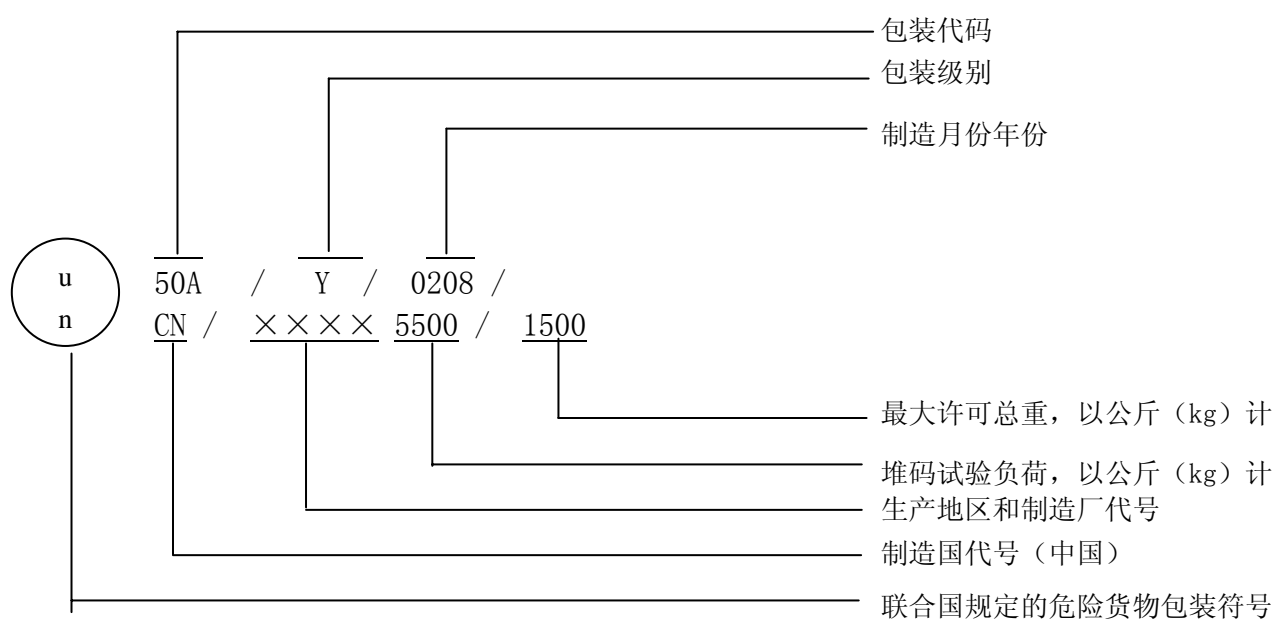 包装代码
包装级别
制造月份年份
u
n
50A / Y / 0208 /
CN / ×××× 5500 / 1500
最大许可总重，以公斤（kg）计
堆码试验负荷，以公斤（kg）计
生产地区和制造厂代号
制造国代号（中国）
联合国规定的危险货物包装符号